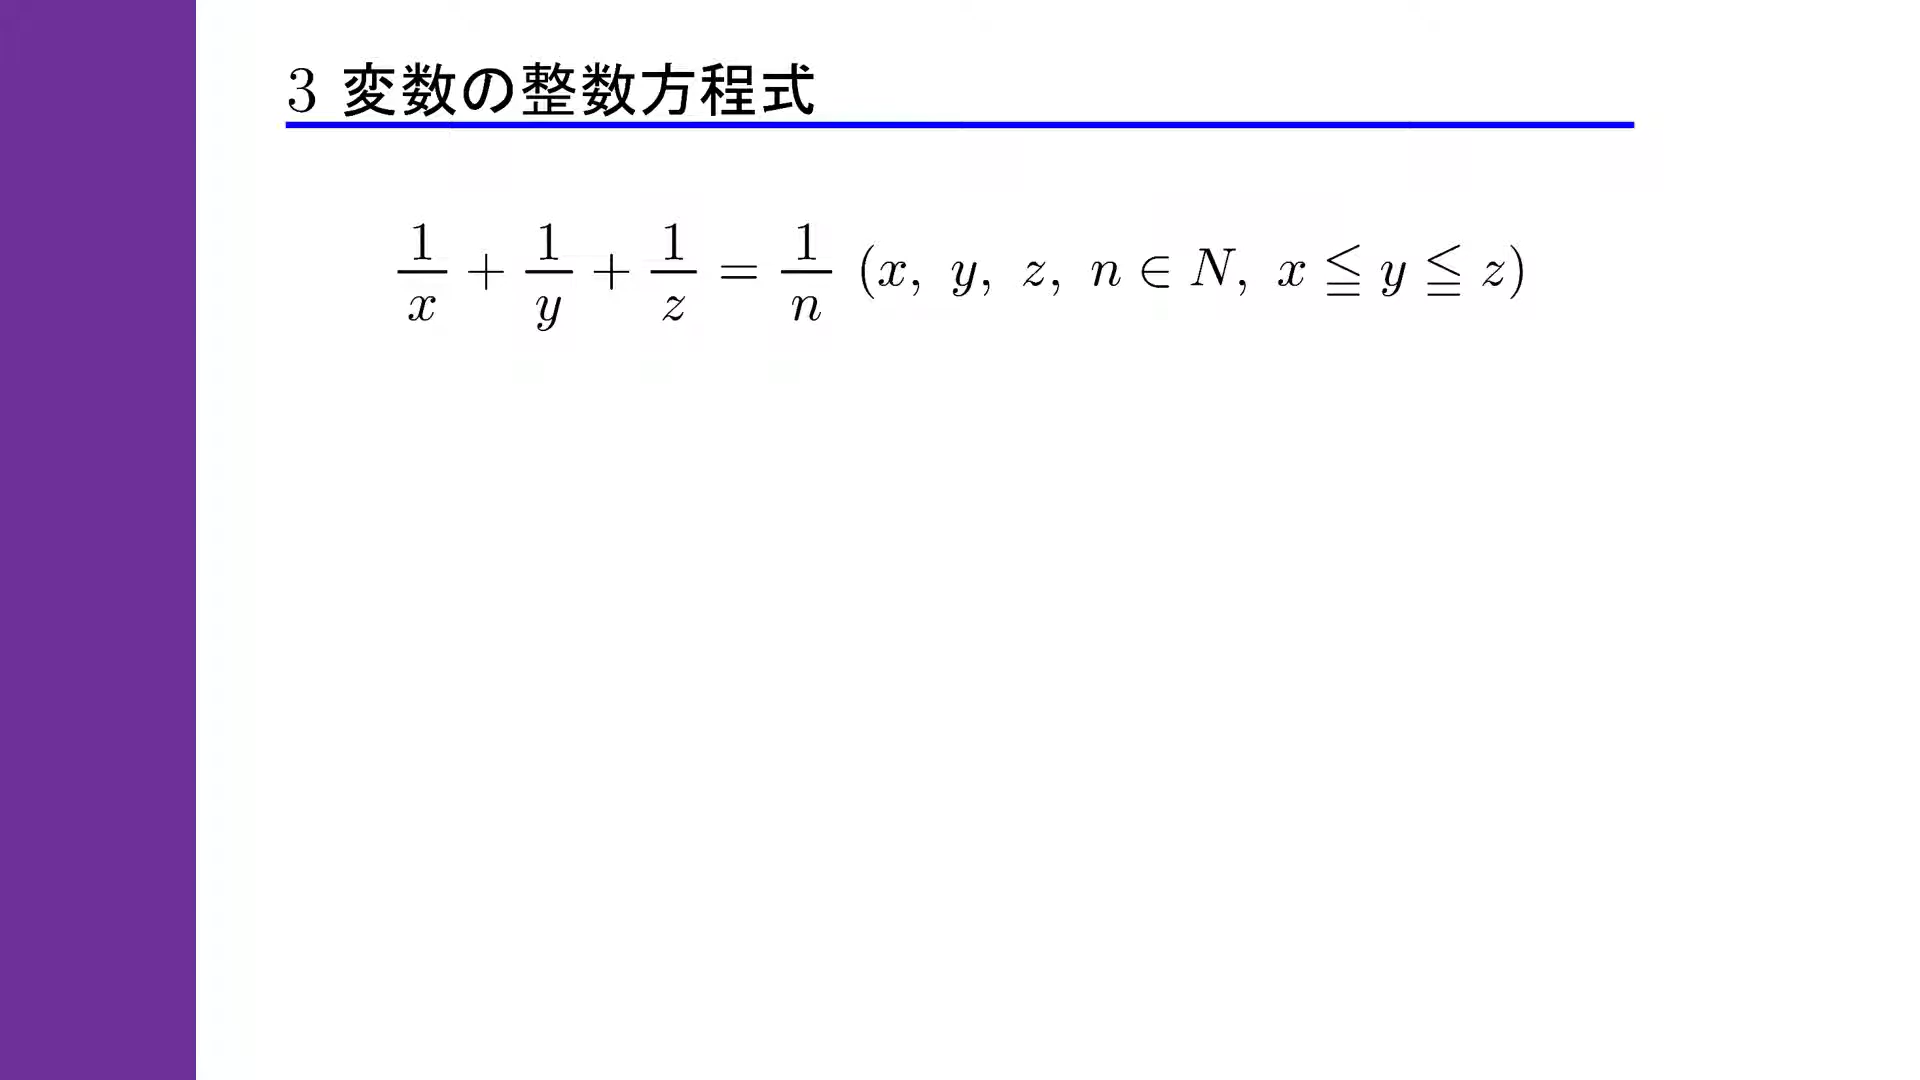 3 変数の整数方程式
1/x + 1/y + 1/z = 1/n (x, y, z, n ∈ N, x ≦ y ≦ z)